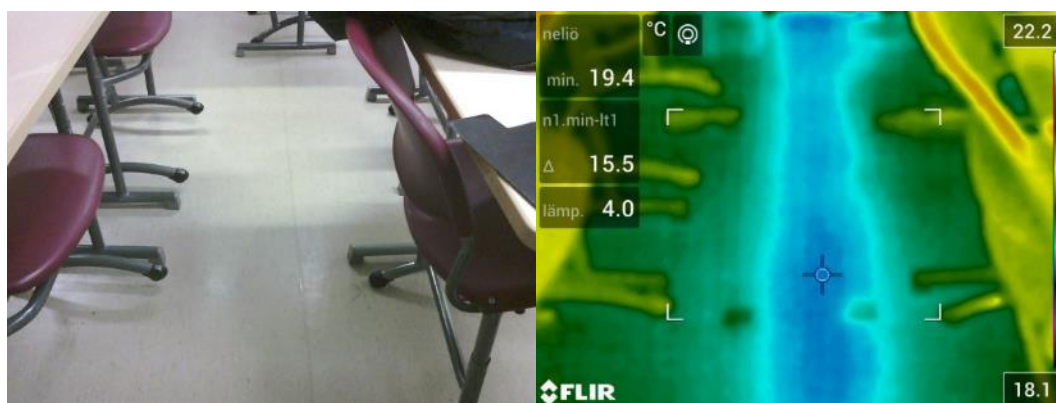 neliö °C 22.2
min. 19.4
n1.min-lt1
Δ 15.5
lämp. 4.0
FLIR 18.1